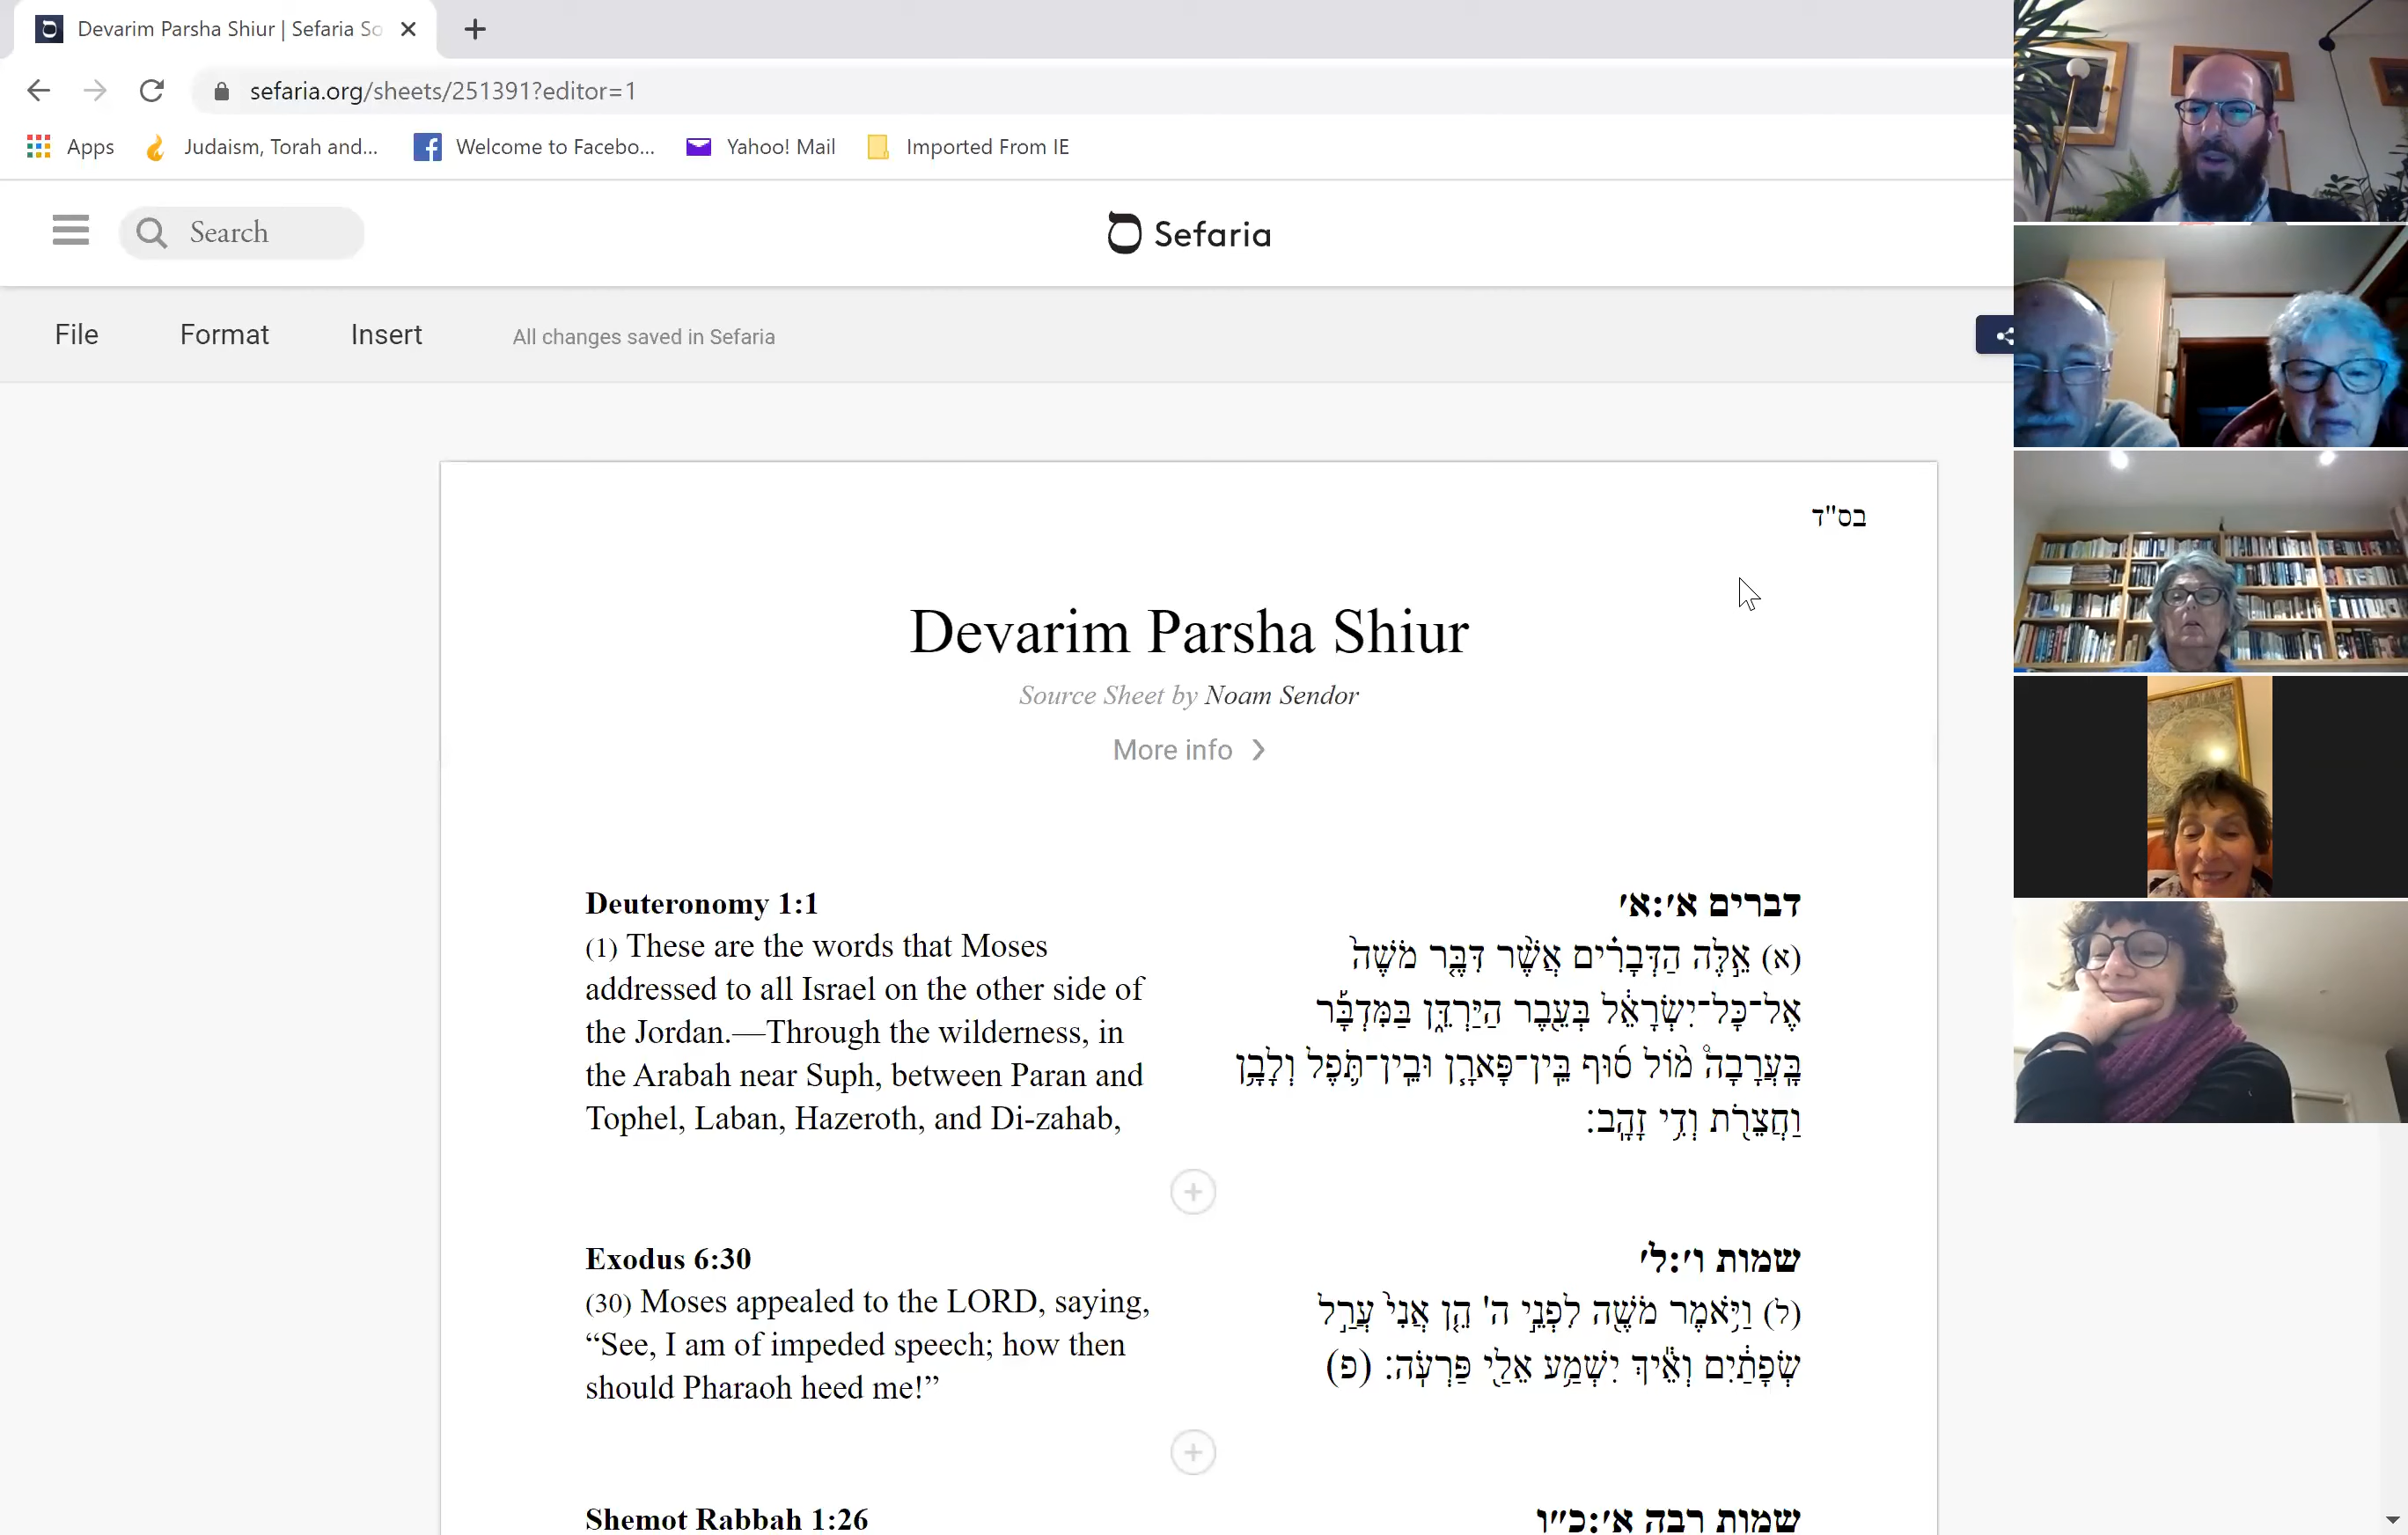 Devarim Parsha Shiur | Sefaria So
sefaria.org/sheets/251391?editor=1
Apps
Judaism, Torah and...
Welcome to Facebo...
Yahoo! Mail
Imported From IE
Search
Sefaria
File
Format
Insert
All changes saved in Sefaria
בס"ד
Devarim Parsha Shiur
Source Sheet by Noam Sendor
More info
Deuteronomy 1:1
(1) These are the words that Moses
addressed to all Israel on the other side of
the Jordan.—Through the wilderness, in
the Arabah near Suph, between Paran and
Tophel, Laban, Hazeroth, and Di-zahab,
דברים א׳:א׳
(א) אֵ֣לֶּה הַדְּבָרִ֗ים אֲשֶׁ֨ר דִּבֶּ֤ר מֹשֶׁה֙
אֶל־כׇּל־יִשְׂרָאֵ֔ל בְּעֵ֖בֶר הַיַּרְדֵּ֑ן בַּמִּדְבָּ֡ר
בָּֽעֲרָבָה֩ מ֨וֹל ס֜וּף בֵּֽין־פָּארָ֧ן וּבֵֽין־תֹּ֛פֶל וְלָבָ֥ן
וַחֲצֵרֹ֖ת וְדִ֥י זָהָֽב׃
Exodus 6:30
(30) Moses appealed to the LORD, saying,
“See, I am of impeded speech; how then
should Pharaoh heed me!”
שמות ו׳:ל׳
(ל) וַיֹּ֥אמֶר מֹשֶׁ֖ה לִפְנֵ֣י ה' הֵ֤ן אֲנִי֙ עֲרַ֣ל
שְׂפָתַ֔יִם וְאֵ֕יךְ יִשְׁמַ֥ע אֵלַ֖י פַּרְעֹֽה׃ (פ)
Shemot Rabbah 1:26
שמות רבה א׳:כ״ו